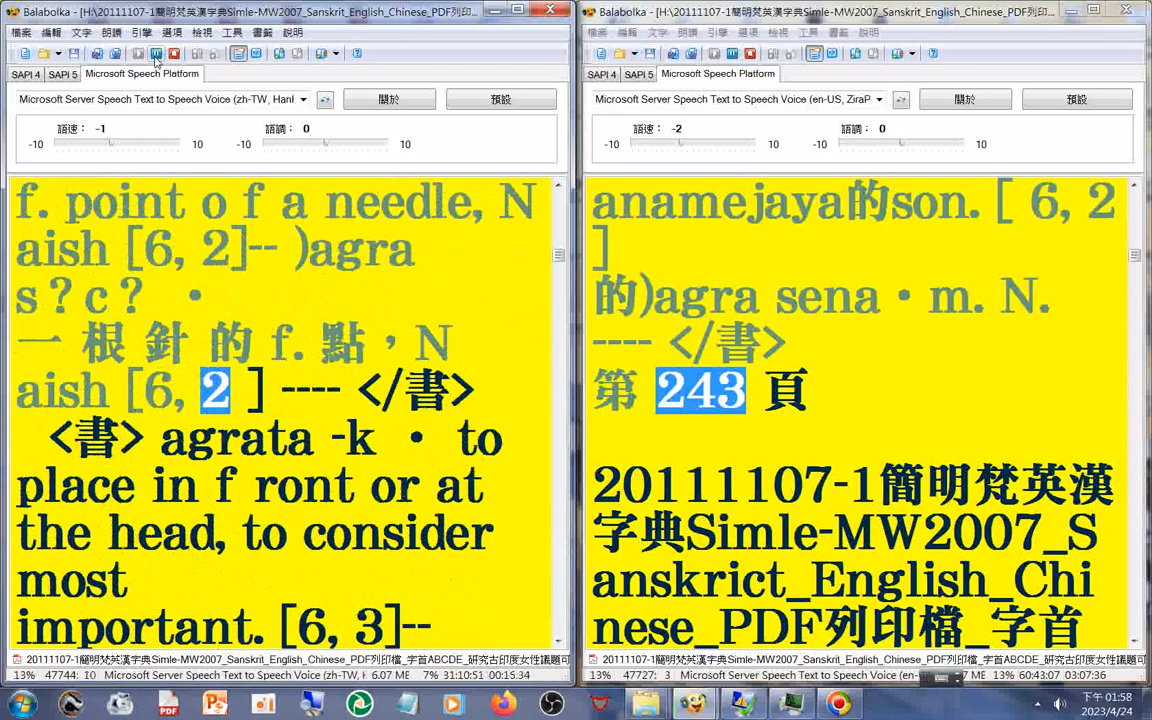 Balabolka - [H:\20111107-1簡明梵英漢字典Simle-MW2007_Sanskrit_English_Chinese_PDF列印...
檔案 編輯 文字 朗讀 引擎 選項 檢視 工具 書籤 說明
SAPI 4 SAPI 5 Microsoft Speech Platform
Microsoft Server Speech Text to Speech Voice (zh-TW, Hanl 關於 預設
語速： -1 語調： 0
-10 10 -10 10
f. point o f a needle, N
aish [6, 2]-- )agra
s？c？ •
一 根 針 的 f. 點，N
aish [6, 2 ] ---- </書>
<書> agrata -k • to
place in f ront or at
the head, to consider
most
important. [6, 3]--
20111107-1簡明梵英漢字典Simle-MW2007_Sanskrit_English_Chinese_PDF列印檔_字首ABCDE_研究古印度女性議題可
13% 47744: 10 Microsoft Server Speech Text to Speech Voice (zh-TW, H 6.07 MB 7% 31:10:51 00:15:34
Balabolka - [H:\20111107-1簡明梵英漢字典Simle-MW2007_Sanskrit_English_Chinese_PDF列印...
檔案 編輯 文字 朗讀 引擎 選項 檢視 工具 書籤 說明
SAPI 4 SAPI 5 Microsoft Speech Platform
Microsoft Server Speech Text to Speech Voice (en-US, ZiraP 關於 預設
語速： -2 語調： 0
-10 10 -10 10
anamejaya的son. [ 6, 2
]
的)agra sena • m. N.
---- </書>
第 243 頁
20111107-1簡明梵英漢
字典Simle-MW2007_S
anskrict_English_Chi
nese_PDF列印檔_字首
20111107-1簡明梵英漢字典Simle-MW2007_Sanskrit_English_Chinese_PDF列印檔_字首ABCDE_研究古印度女性議題可
13% 47727: 3 Microsoft Server Speech Text to Speech Voice (en- 13% 60:43:07 03:07:36
下午 01:58
2023/4/24